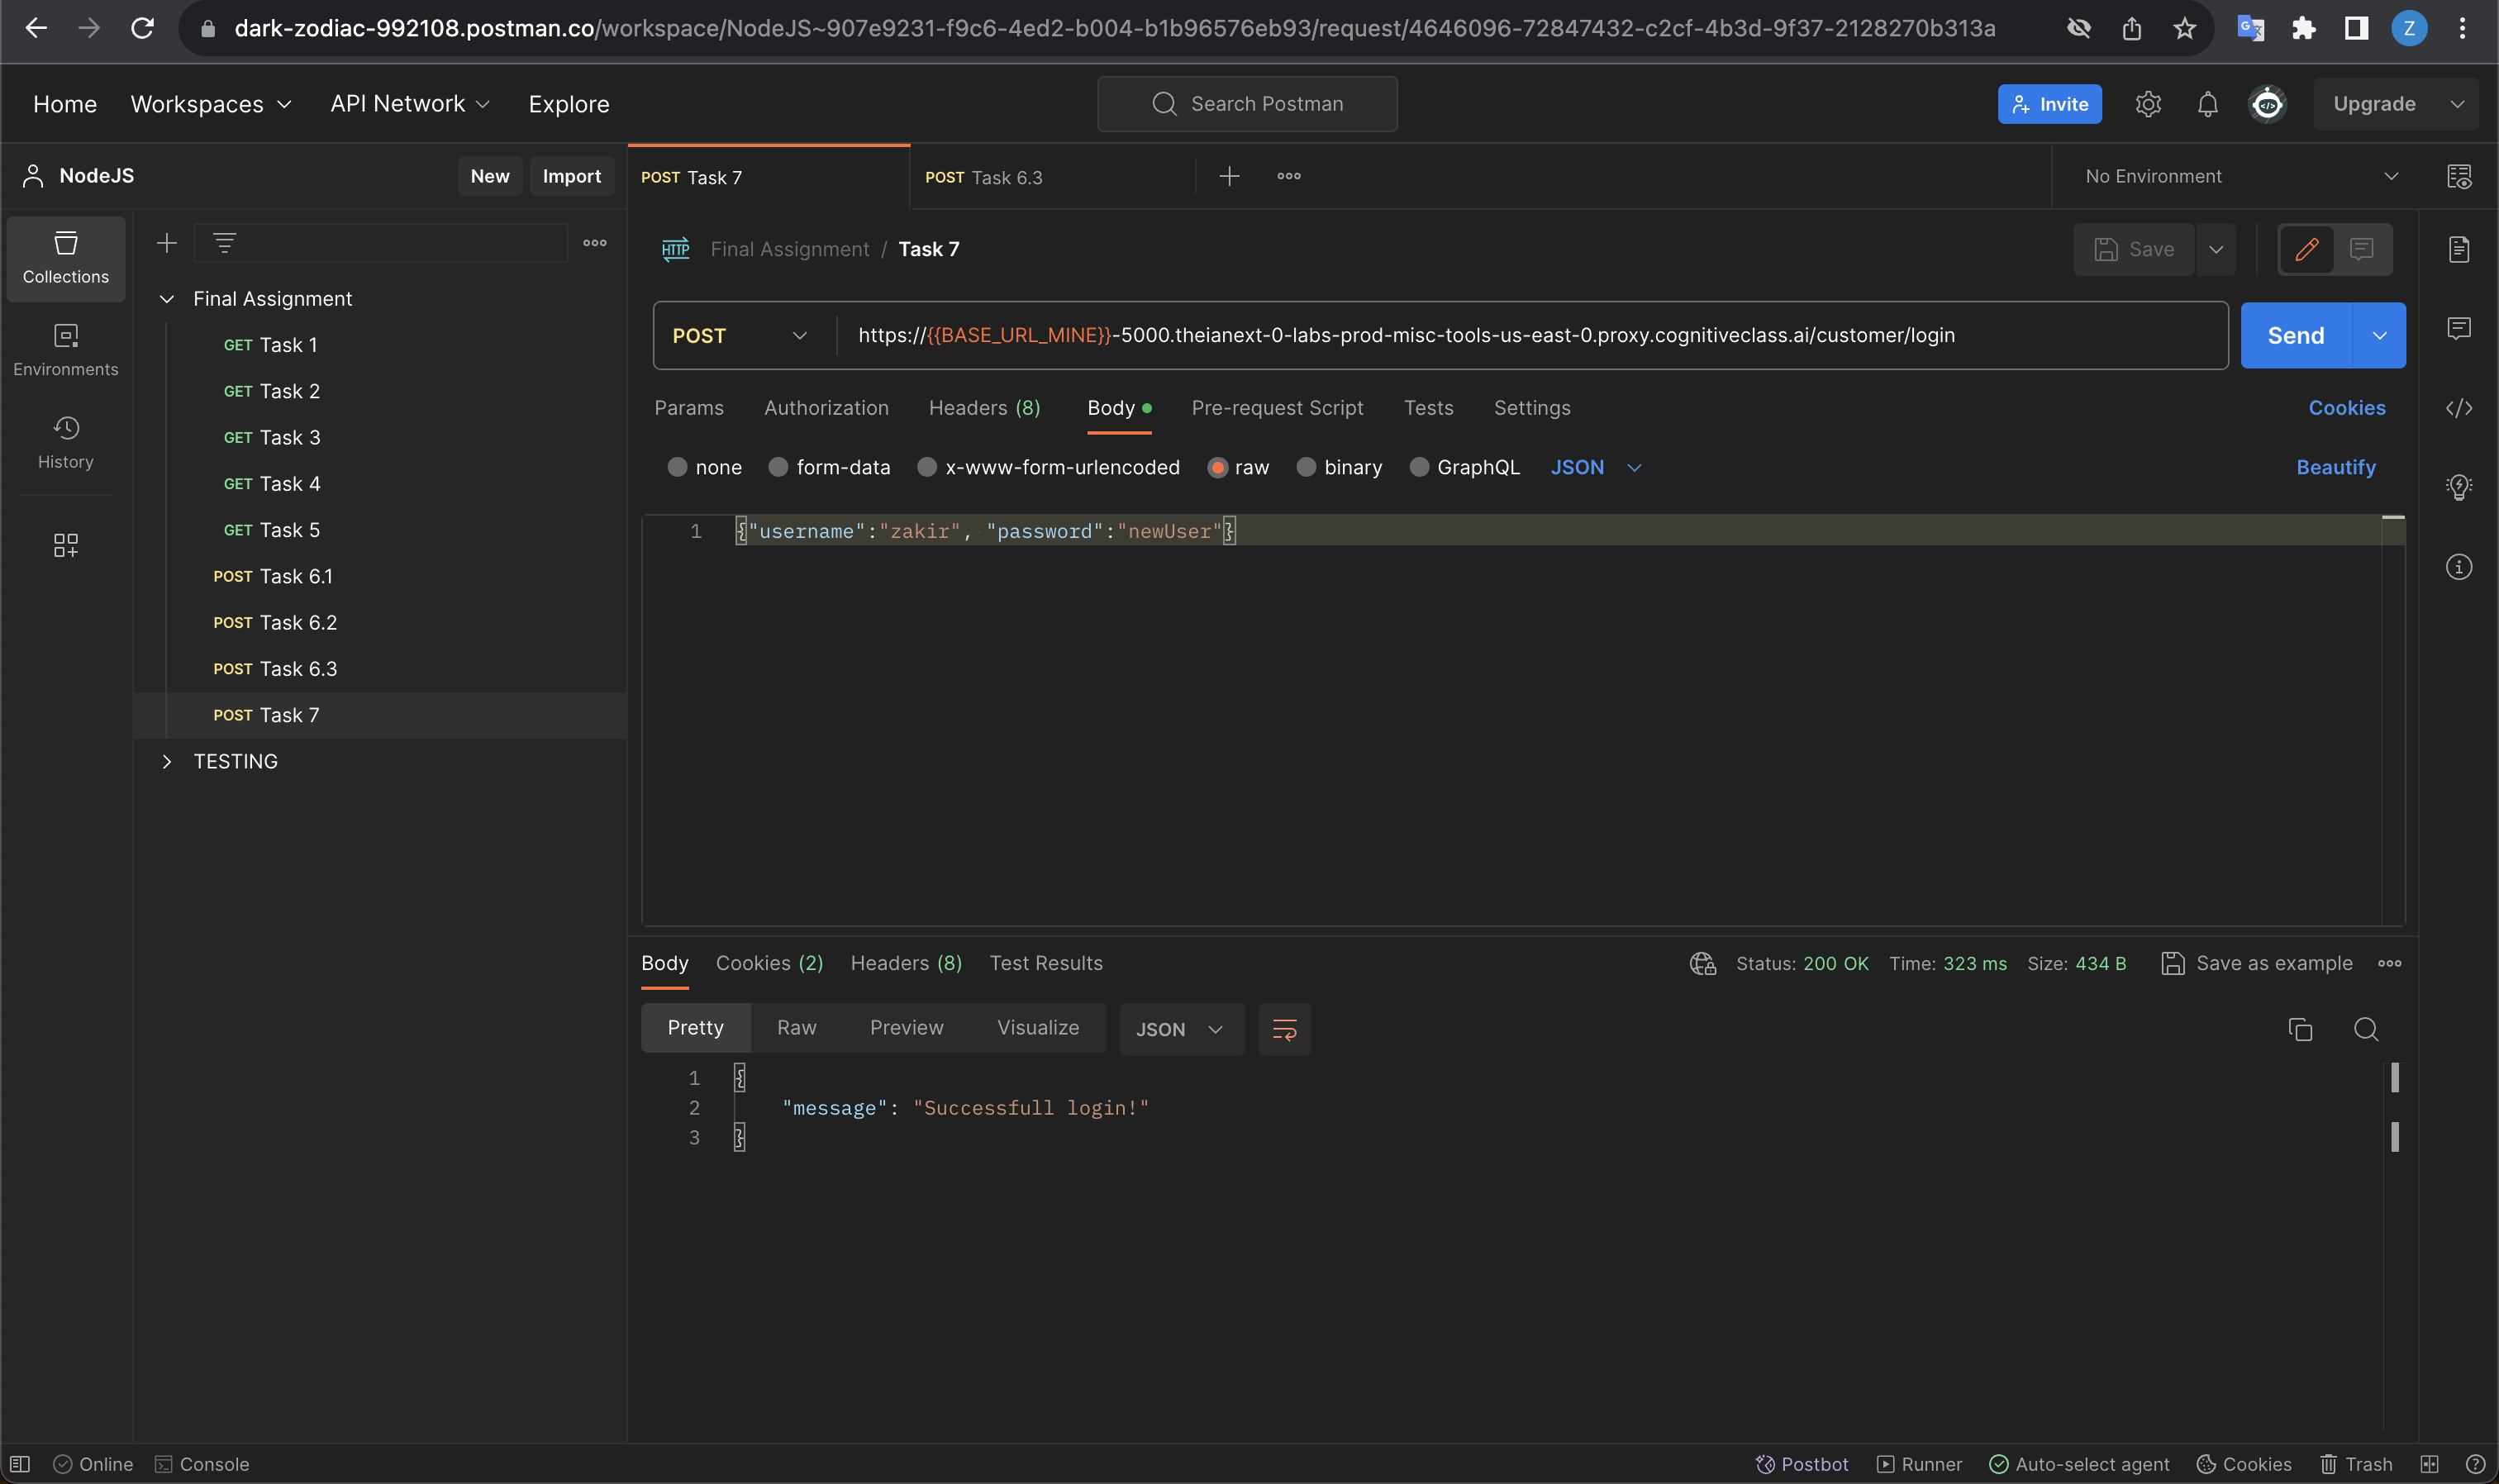 dark-zodiac-992108.postman.co/workspace/NodeJS~907e9231-f9c6-4ed2-b004-b1b96576eb93/request/4646096-72847432-c2cf-4b3d-9f37-2128270b313a
Z
Home Workspaces API Network Explore Search Postman Invite Upgrade
NodeJS New Import
POST Task 7 POST Task 6.3 No Environment
Collections
Environments
History
Final Assignment
GET Task 1
GET Task 2
GET Task 3
GET Task 4
GET Task 5
POST Task 6.1
POST Task 6.2
POST Task 6.3
POST Task 7
TESTING
HTTP Final Assignment / Task 7 Save
POST https://{{BASE_URL_MINE}}-5000.theianext-0-labs-prod-misc-tools-us-east-0.proxy.cognitiveclass.ai/customer/login Send
Params Authorization Headers (8) Body Pre-request Script Tests Settings Cookies
none form-data x-www-form-urlencoded raw binary GraphQL JSON Beautify
1 {"username":"zakir", "password":"newUser"}
Body Cookies (2) Headers (8) Test Results Status: 200 OK Time: 323 ms Size: 434 B Save as example
Pretty Raw Preview Visualize JSON
1 {
2 "message": "Successfull login!"
3 }
Online Console Postbot Runner Auto-select agent Cookies Trash